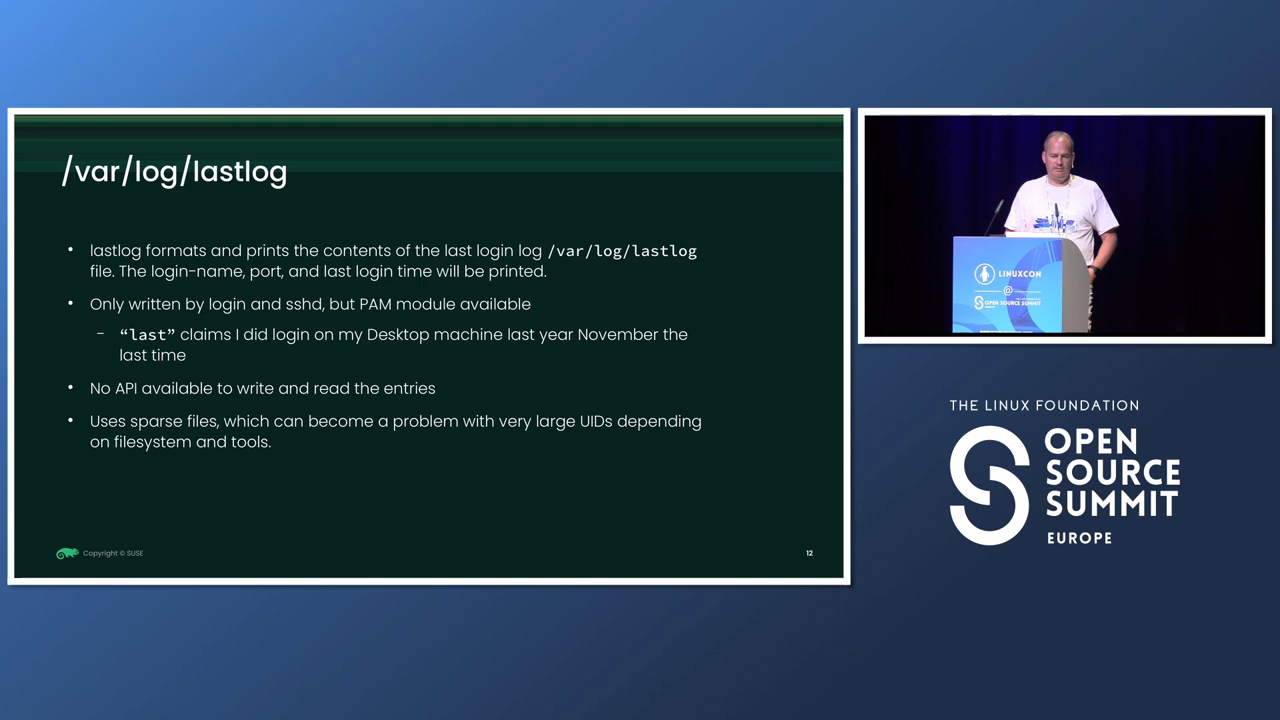 /var/log/lastlog
• lastlog formats and prints the contents of the last login log /var/log/lastlog
file. The login-name, port, and last login time will be printed.
• Only written by login and sshd, but PAM module available
– “last” claims I did login on my Desktop machine last year November the
last time
• No API available to write and read the entries
• Uses sparse files, which can become a problem with very large UIDs depending
on filesystem and tools.
Copyright © SUSE
12
LINUXCON
@
OPEN SOURCE SUMMIT
THE LINUX FOUNDATION
OPEN
SOURCE
SUMMIT
EUROPE